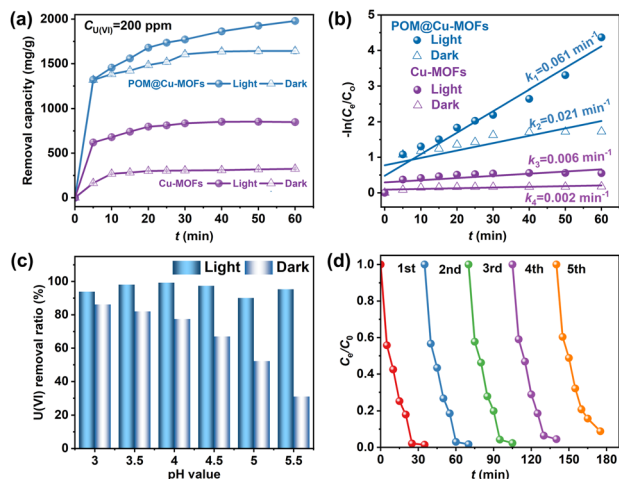 (a)
C_U(VI)=200 ppm
POM@Cu-MOFs Light Dark
Cu-MOFs Light Dark
Removal capacity (mg/g)
2000
1750
1500
1250
1000
750
500
250
0
0 10 20 30 40 50 60
t (min)
(b)
POM@Cu-MOFs
Light
Dark
Cu-MOFs
Light
Dark
k₁=0.061 min⁻¹
k₂=0.021 min⁻¹
k₃=0.006 min⁻¹
k₄=0.002 min⁻¹
-ln(Cₑ/Cₒ)
5
4
3
2
1
0
0 10 20 30 40 50 60
t (min)
(c)
Light Dark
U(VI) removal ratio (%)
120
100
80
60
40
20
0
3 3.5 4 4.5 5 5.5
pH value
(d)
1st 2nd 3rd 4th 5th
Cₑ/C₀
1.0
0.8
0.6
0.4
0.2
0.0
0 30 60 90 120 150 180
t (min)